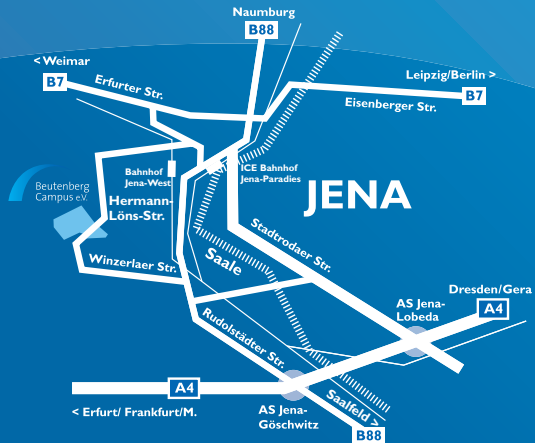 Naumburg
B88
< Weimar
B7
Erfurter Str.
Leipzig/Berlin >
B7
Eisenberger Str.
Bahnhof
Jena-West
ICE Bahnhof
Jena-Paradies
JENA
Beutenberg
Campus e.V.
Hermann-
Löns-Str.
Stadtrodaer Str.
Saale
Winzerlaer Str.
Dresden/Gera
A4
AS Jena-
Lobeda
Rudolstädter Str.
A4
< Erfurt/ Frankfurt/M.
AS Jena-
Göschwitz
Saalfeld >
B88